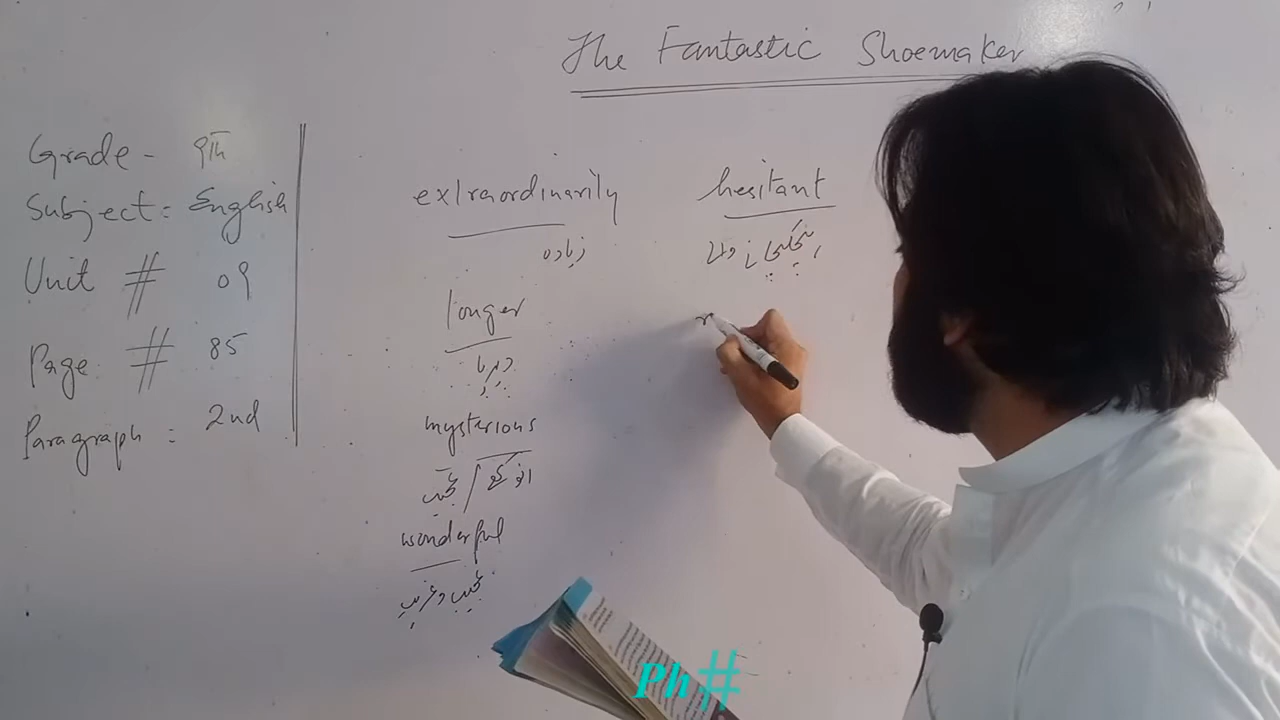 The Fantastic Shoemaker
Grade - 9th
Subject: English
Unit # 09
Page # 85
Paragraph : 2nd
extraordinarily
زیادہ
longer
دیرپا
mysterious
انوکھے / عجیب
wonderful
عجیب و غریب
hesitant
ہچکچانے والا
Ph#